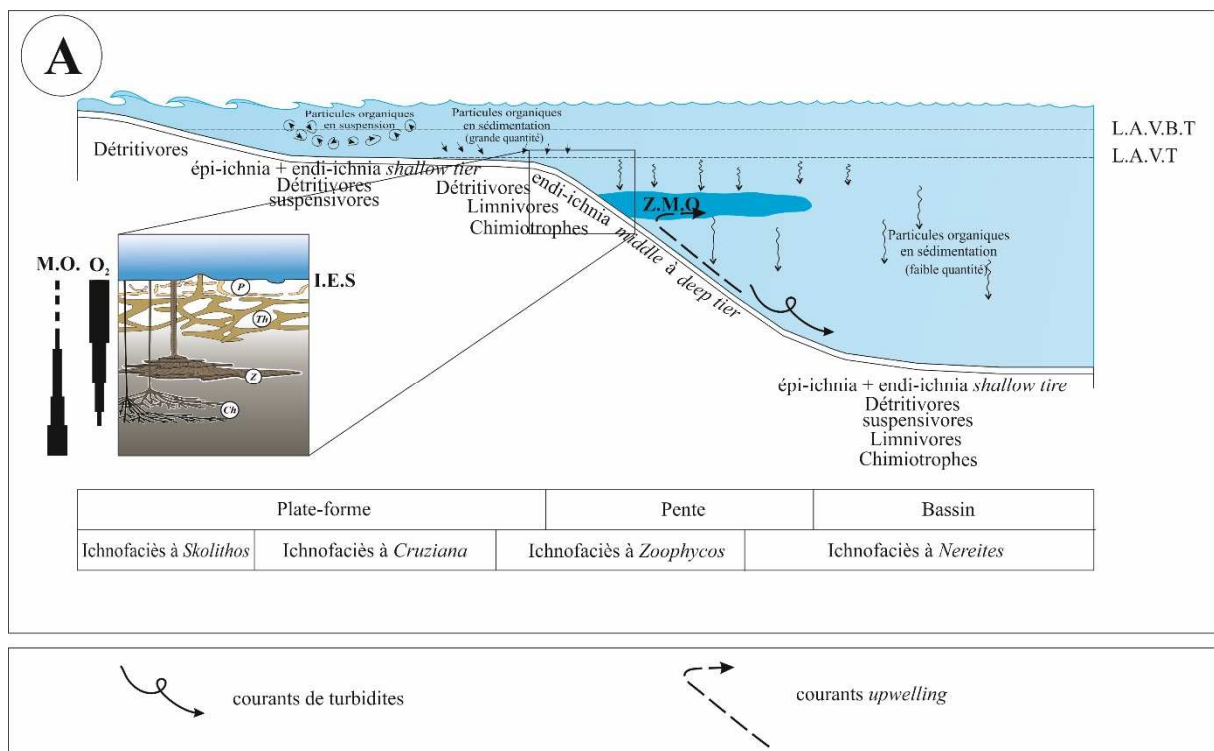 A
Particules organiques
en suspension
Particules organiques
en sédimentation
(grande quantité)
L.A.V.B.T
L.A.V.T
Détritivores
épi-ichnia + endi-ichnia shallow tier
Détritivores
suspensivores
Détritivores
Limnivores
Chimiotrophes
endi-ichnia middle à deep tier
Z.M.O
Particules organiques
en sédimentation
(faible quantité)
M.O.
O2
I.E.S
P
Th
Z
Ch
épi-ichnia + endi-ichnia shallow tire
Détritivores
suspensivores
Limnivores
Chimiotrophes
Plate-forme
Pente
Bassin
Ichnofaciès à Skolithos
Ichnofaciès à Cruziana
Ichnofaciès à Zoophycos
Ichnofaciès à Nereites
courants de turbidites
courants upwelling